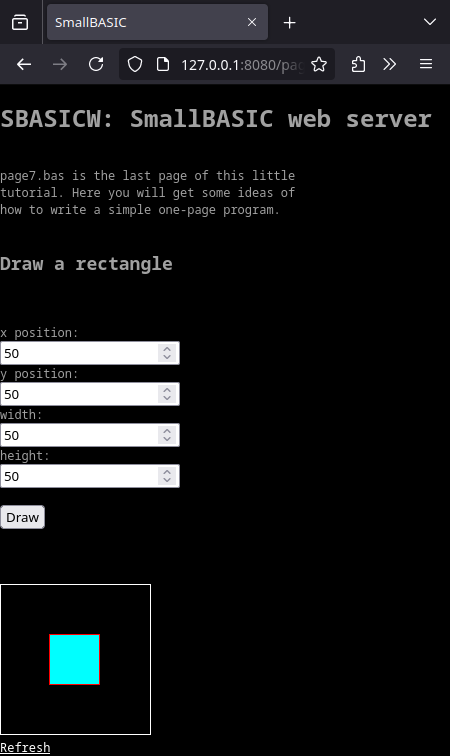 SmallBASIC
127.0.0.1:8080/pag
SBASICW: SmallBASIC web server
page7.bas is the last page of this little
tutorial. Here you will get some ideas of
how to write a simple one-page program.
Draw a rectangle
x position:
50
y position:
50
width:
50
height:
50
Draw
Refresh